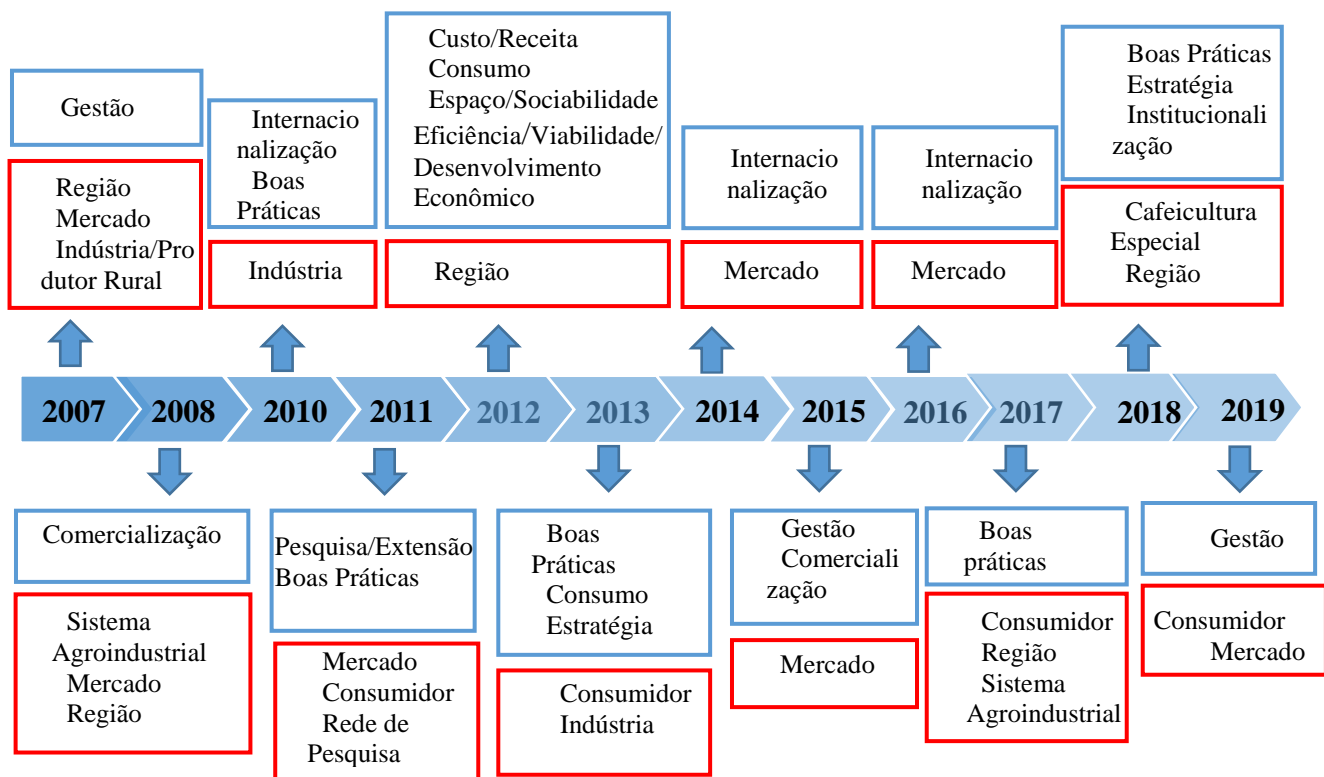 Gestão
Região
Mercado
Indústria/Pro
dutor Rural
Internacio
nalização
Boas
Práticas
Indústria
Custo/Receita
Consumo
Espaço/Sociabilidade
Eficiência/Viabilidade/
Desenvolvimento
Econômico
Região
Internacio
nalização
Mercado
Internacio
nalização
Mercado
Boas Práticas
Estratégia
Institucionali
zação
Cafeicultura
Especial
Região
2007 2008 2010 2011 2012 2013 2014 2015 2016 2017 2018 2019
Comercialização
Sistema
Agroindustrial
Mercado
Região
Pesquisa/Extensão
Boas Práticas
Mercado
Consumidor
Rede de
Pesquisa
Boas
Práticas
Consumo
Estratégia
Consumidor
Indústria
Gestão
Comerciali
zação
Mercado
Boas
práticas
Consumidor
Região
Sistema
Agroindustrial
Gestão
Consumidor
Mercado